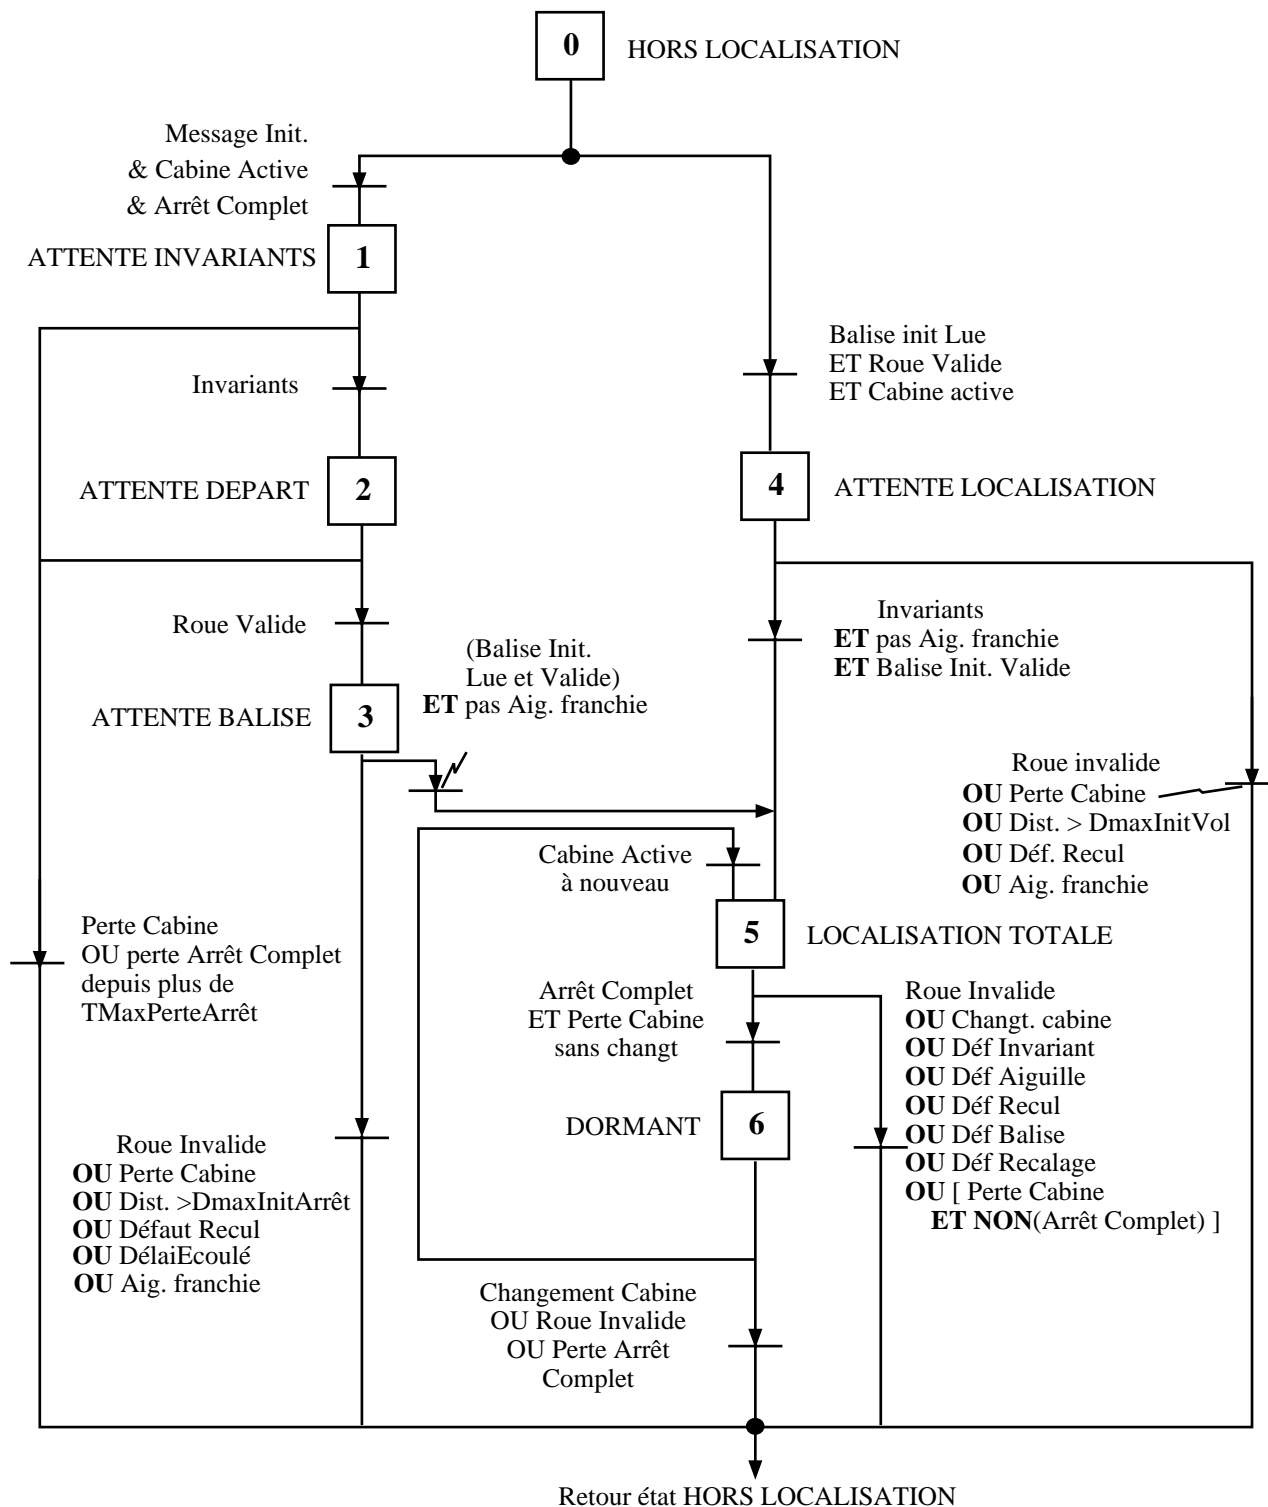 0
HORS LOCALISATION
Message Init.
& Cabine Active
& Arrêt Complet
ATTENTE INVARIANTS
1
Balise init Lue
ET Roue Valide
ET Cabine active
Invariants
ATTENTE DEPART
2
4
ATTENTE LOCALISATION
Roue Valide
(Balise Init.
Lue et Valide)
ET pas Aig. franchie
Invariants
ET pas Aig. franchie
ET Balise Init. Valide
ATTENTE BALISE
3
Roue invalide
OU Perte Cabine
OU Dist. > DmaxInitVol
OU Déf. Recul
OU Aig. franchie
Cabine Active
à nouveau
5
LOCALISATION TOTALE
Perte Cabine
OU perte Arrêt Complet
depuis plus de
TMaxPerteArrêt
Arrêt Complet
ET Perte Cabine
sans changt
Roue Invalide
OU Changt. cabine
OU Déf Invariant
OU Déf Aiguille
OU Déf Recul
OU Déf Balise
OU Déf Recalage
OU [ Perte Cabine
ET NON(Arrêt Complet) ]
DORMANT
6
Roue Invalide
OU Perte Cabine
OU Dist. >DmaxInitArrêt
OU Défaut Recul
OU DélaiEcoulé
OU Aig. franchie
Changement Cabine
OU Roue Invalide
OU Perte Arrêt
Complet
Retour état HORS LOCALISATION